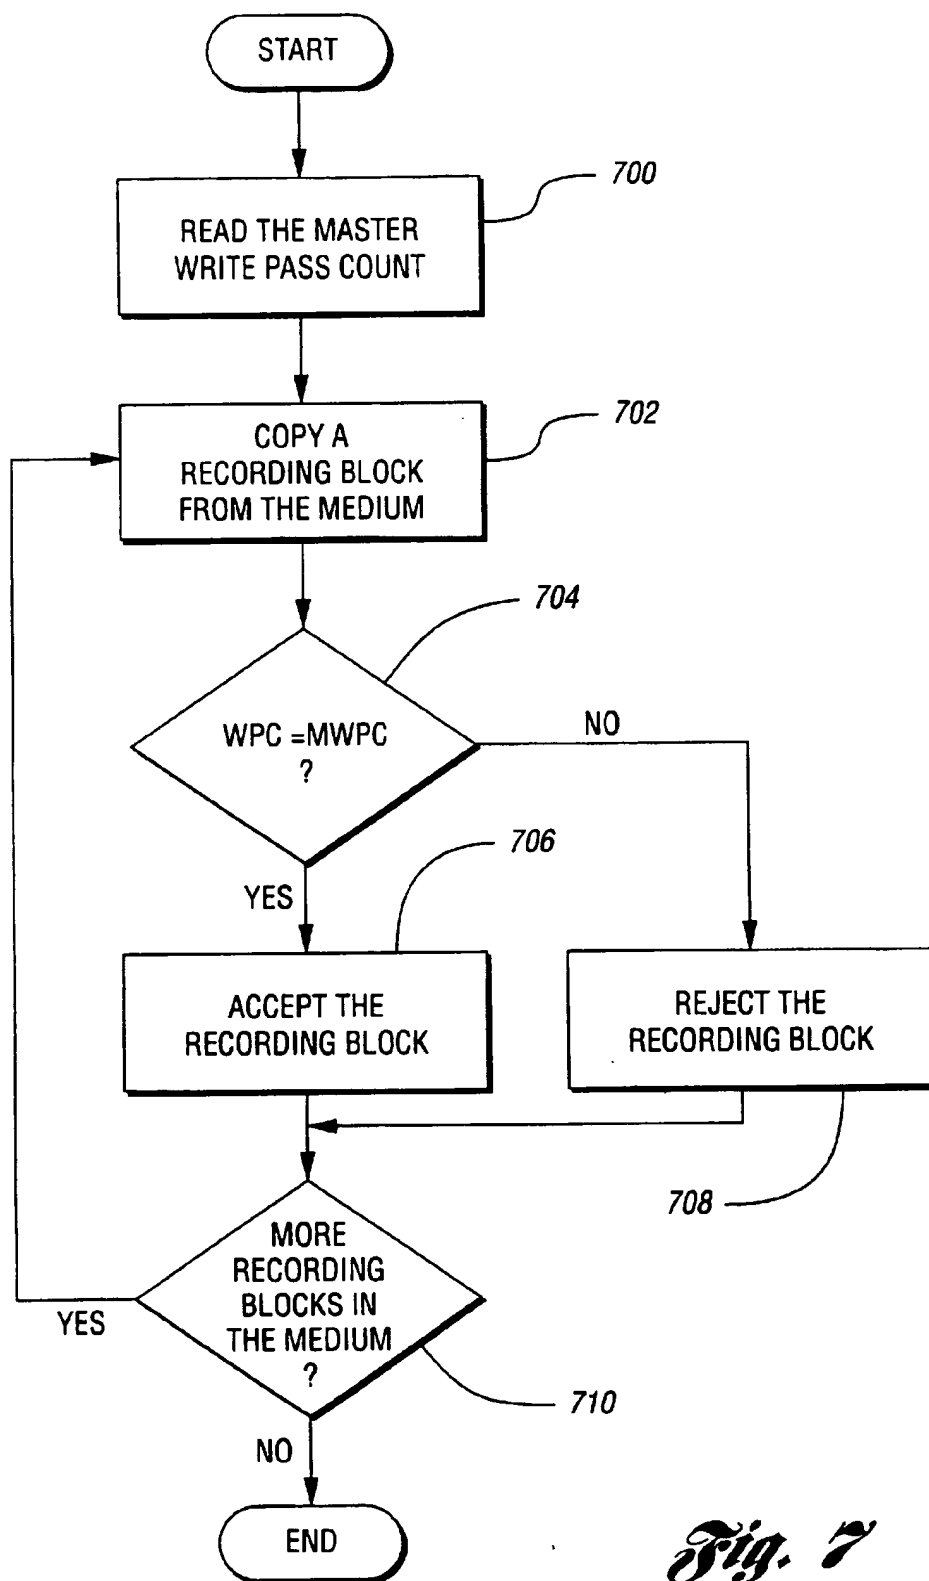 START
700
READ THE MASTER
WRITE PASS COUNT
702
COPY A
RECORDING BLOCK
FROM THE MEDIUM
704
WPC =MWPC
?
NO
YES
706
ACCEPT THE
RECORDING BLOCK
REJECT THE
RECORDING BLOCK
708
MORE
RECORDING
BLOCKS IN
THE MEDIUM
?
YES
710
NO
END
Fig. 7